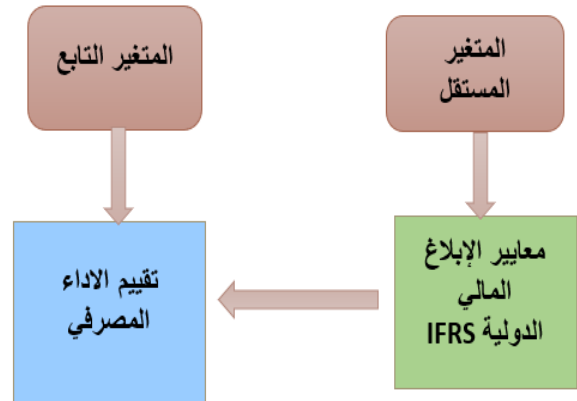 المتغير
المستقل
المتغير التابع
معايير الإبلاغ
المالي
الدولية IFRS
تقييم الاداء
المصرفي